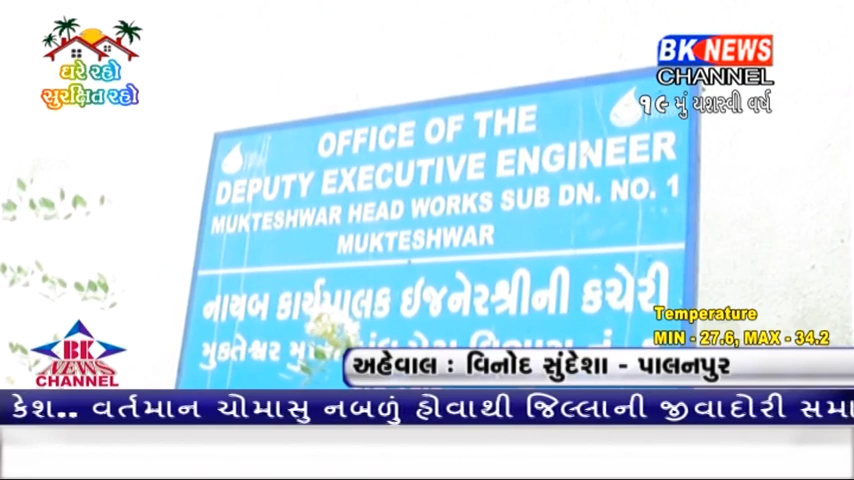 ઘરે રહો
સુરક્ષિત રહો
BK NEWS
CHANNEL
૧૯ મું યશસ્વી વર્ષ
OFFICE OF THE
DEPUTY EXECUTIVE ENGINEER
MUKTESHWAR HEAD WORKS SUB DN. NO. 1
MUKTESHWAR
નાયબ કાર્યપાલક ઇજનેરશ્રીની કચેરી
મુક્તેશ્વર
Temperature
MIN - 27.6, MAX - 34.2
BK
NEWS
CHANNEL
અહેવાલ : વિનોદ સુંદેશા - પાલનપુર
કેશ.. વર્તમાન ચોમાસુ નબળું હોવાથી જિલ્લાની જીવાદોરી સમા